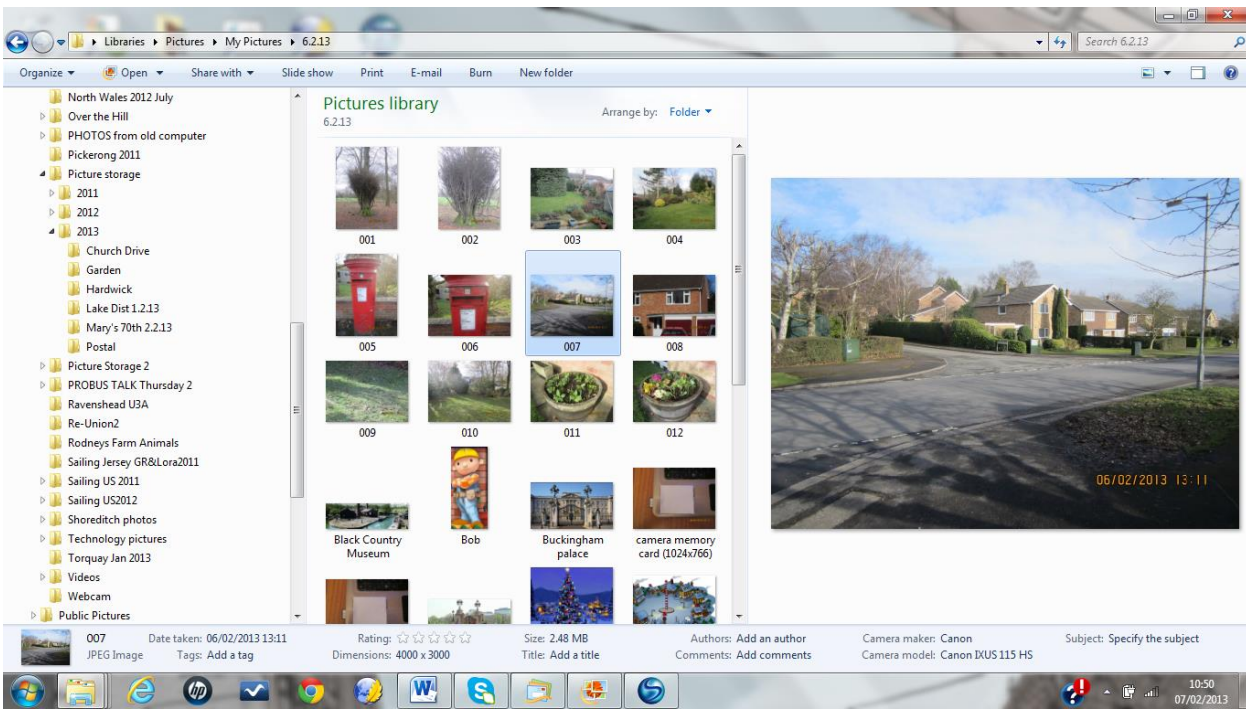 Libraries Pictures My Pictures 6.2.13
Search 6.2.13
Organize Open Share with Slide show Print E-mail Burn New folder
North Wales 2012 July
Over the Hill
PHOTOS from old computer
Pickerong 2011
Picture storage
2011
2012
2013
Church Drive
Garden
Hardwick
Lake Dist 1.2.13
Mary's 70th 2.2.13
Postal
Picture Storage 2
PROBUS TALK Thursday 2
Ravenshead U3A
Re-Union2
Rodneys Farm Animals
Sailing Jersey GR&Lora2011
Sailing US 2011
Sailing US2012
Shoreditch photos
Technology pictures
Torquay Jan 2013
Videos
Webcam
Public Pictures
Pictures library
6.2.13
Arrange by: Folder
001 002 003 004
005 006 007 008
009 010 011 012
Black Country Museum
Bob
Buckingham palace
camera memory card (1024x766)
06/02/2013 13:11
007 Date taken: 06/02/2013 13:11 Rating: Size: 2.48 MB Authors: Add an author Camera maker: Canon Subject: Specify the subject
JPEG Image Tags: Add a tag Dimensions: 4000 x 3000 Title: Add a title Comments: Add comments Camera model: Canon IXUS 115 HS
hp W S
10:50
07/02/2013